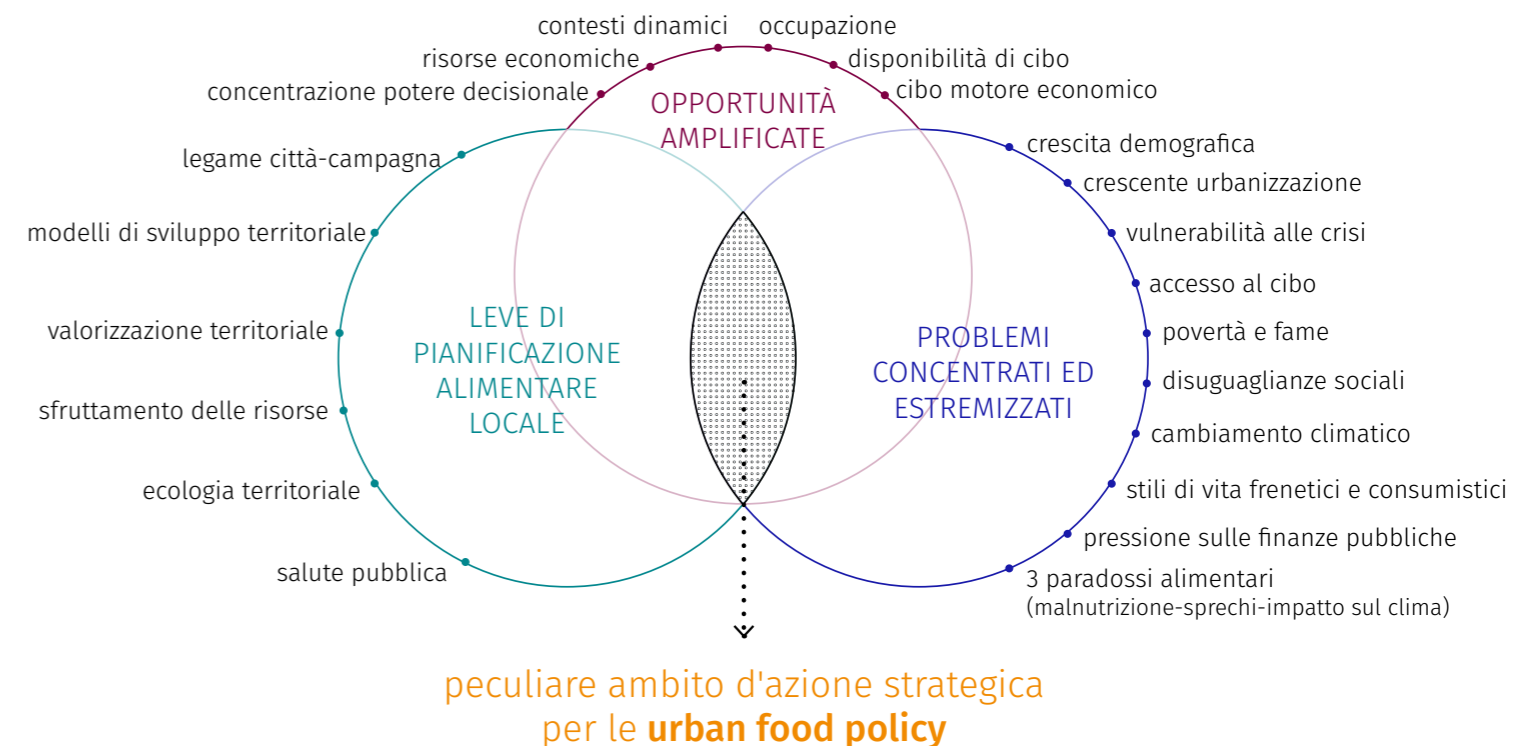 contesti dinamici
occupazione
risorse economiche
disponibilità di cibo
concentrazione potere decisionale
cibo motore economico
OPPORTUNITÀ
AMPLIFICATE
legame città-campagna
modelli di sviluppo territoriale
valorizzazione territoriale
sfruttamento delle risorse
ecologia territoriale
salute pubblica
LEVE DI
PIANIFICAZIONE
ALIMENTARE
LOCALE
PROBLEMI
CONCENTRATI ED
ESTREMIZZATI
crescita demografica
crescente urbanizzazione
vulnerabilità alle crisi
accesso al cibo
povertà e fame
disuguaglianze sociali
cambiamento climatico
stili di vita frenetici e consumistici
pressione sulle finanze pubbliche
3 paradossi alimentari
(malnutrizione-sprechi-impatto sul clima)
peculiare ambito d'azione strategica
per le urban food policy